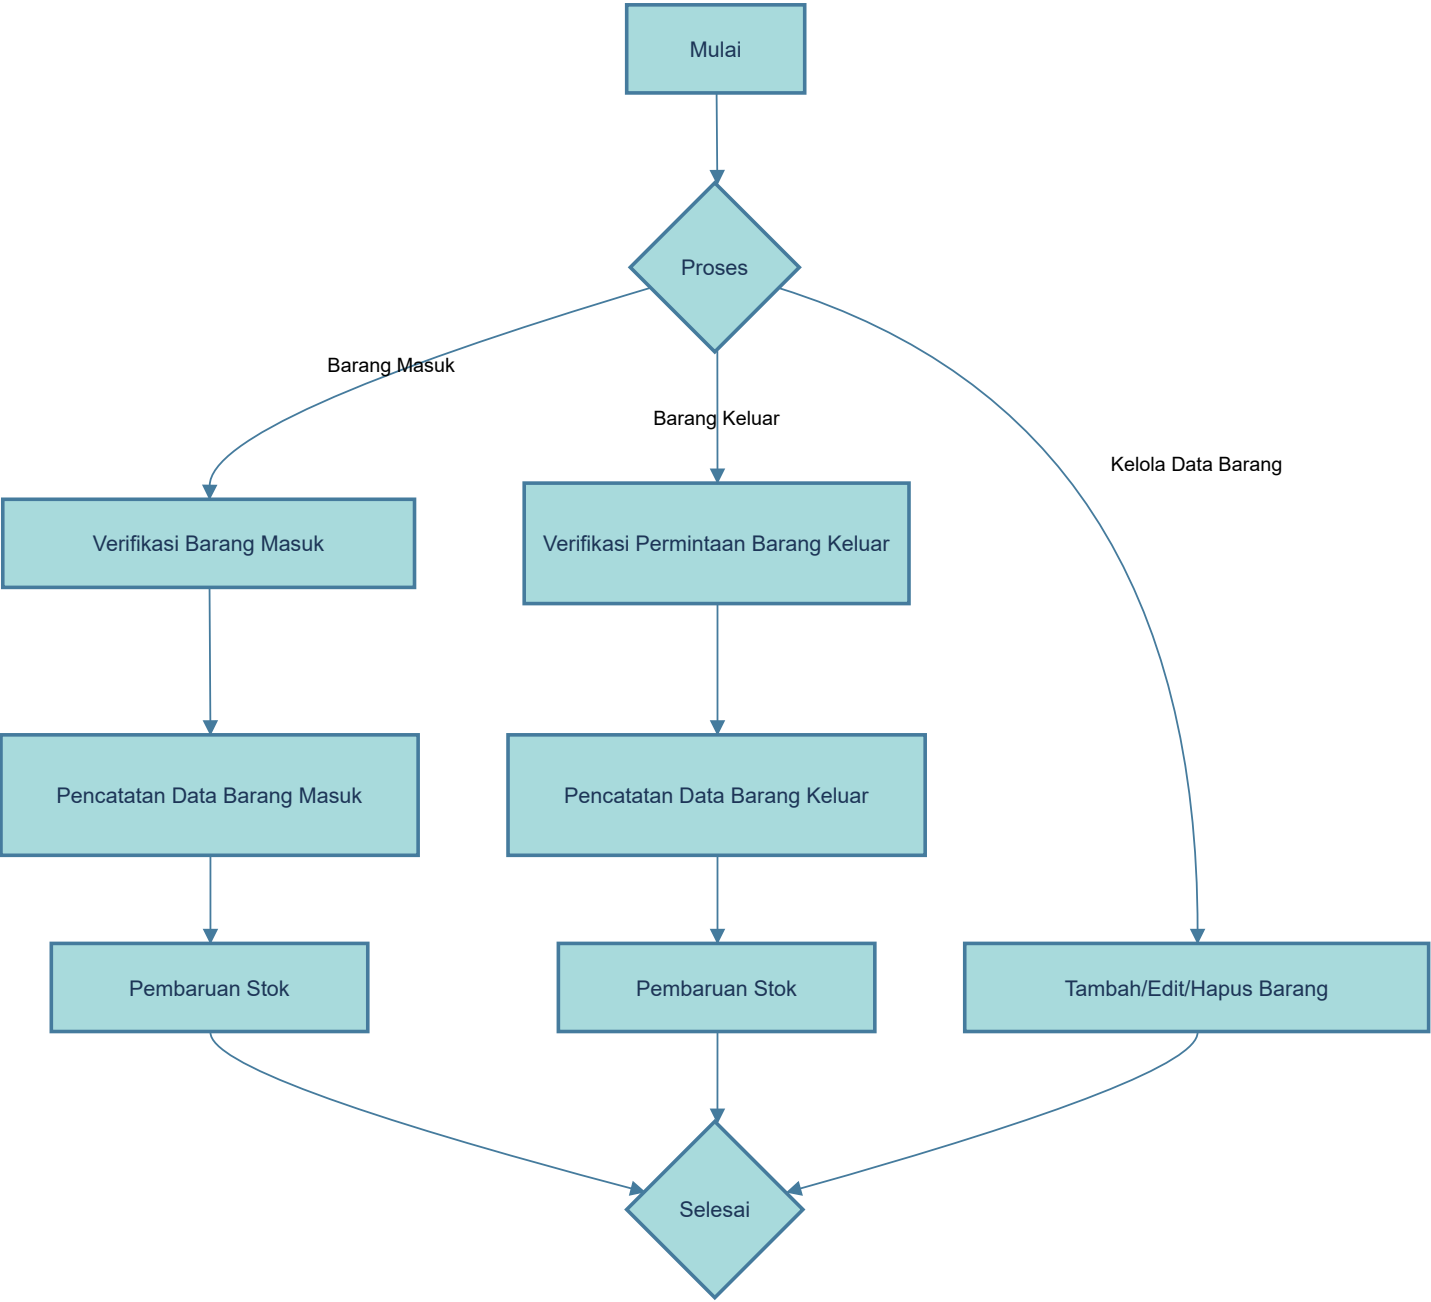 Mulai
Proses
Barang Masuk
Barang Keluar
Kelola Data Barang
Verifikasi Barang Masuk
Verifikasi Permintaan Barang Keluar
Pencatatan Data Barang Masuk
Pencatatan Data Barang Keluar
Pembaruan Stok
Pembaruan Stok
Tambah/Edit/Hapus Barang
Selesai